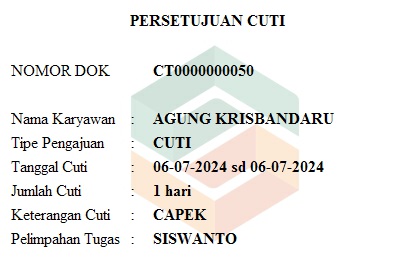 PERSETUJUAN CUTI
NOMOR DOK CT0000000050
Nama Karyawan : AGUNG KRISBANDARU
Tipe Pengajuan : CUTI
Tanggal Cuti : 06-07-2024 sd 06-07-2024
Jumlah Cuti : 1 hari
Keterangan Cuti : CAPEK
Pelimpahan Tugas : SISWANTO